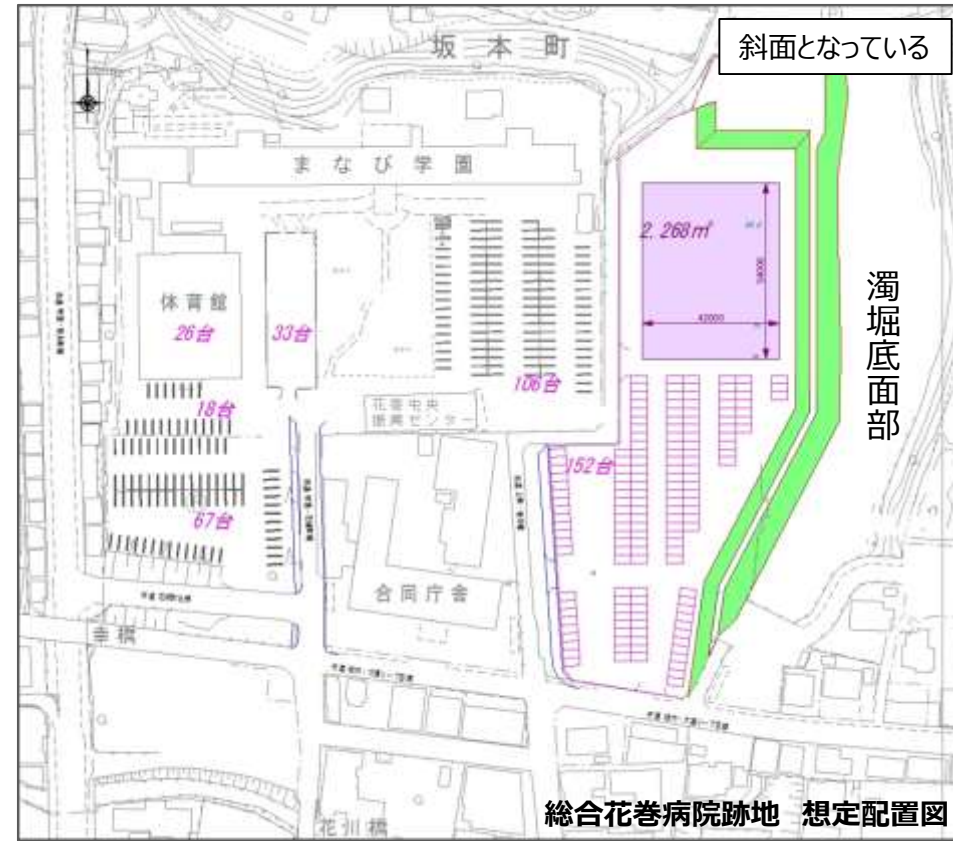 斜面となっている
坂本町
まなび学園
2.268㎡
54000
42000
濁堀底面部
体育館
26台
33台
106台
18台
花巻中央
振興センター
152台
67台
合同庁舎
幸橋
花川橋
総合花巻病院跡地 想定配置図